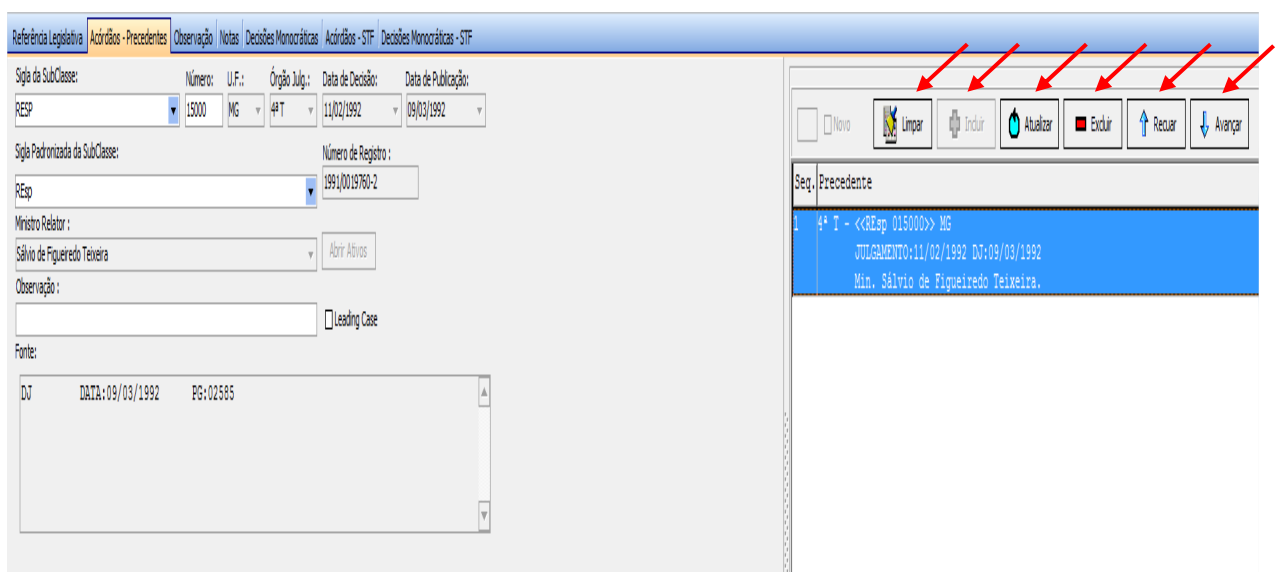 Referência Legislativa Acórdãos - Precedentes Observação Notas Decisões Monocráticas Acórdãos - STF Decisões Monocráticas - STF
Sigla da SubClasse: Número: U.F.: Órgão Julg.: Data de Decisão: Data de Publicação:
RESP 15000 MG 4ª T 11/02/1992 09/03/1992
Sigla Padronizada da SubClasse: Número de Registro :
REsp 1991/0019760-2
Ministro Relator :
Sálvio de Figueiredo Teixeira Abrir Ativos
Observação :
Leading Case
Fonte:
DJ DATA:09/03/1992 PG:02585
Novo Limpar Incluir Atualizar Excluir Recuar Avançar
Seq. Precedente
1 4ª T - <<REsp 015000>> MG
JULGAMENTO:11/02/1992 DJ:09/03/1992
Min. Sálvio de Figueiredo Teixeira.